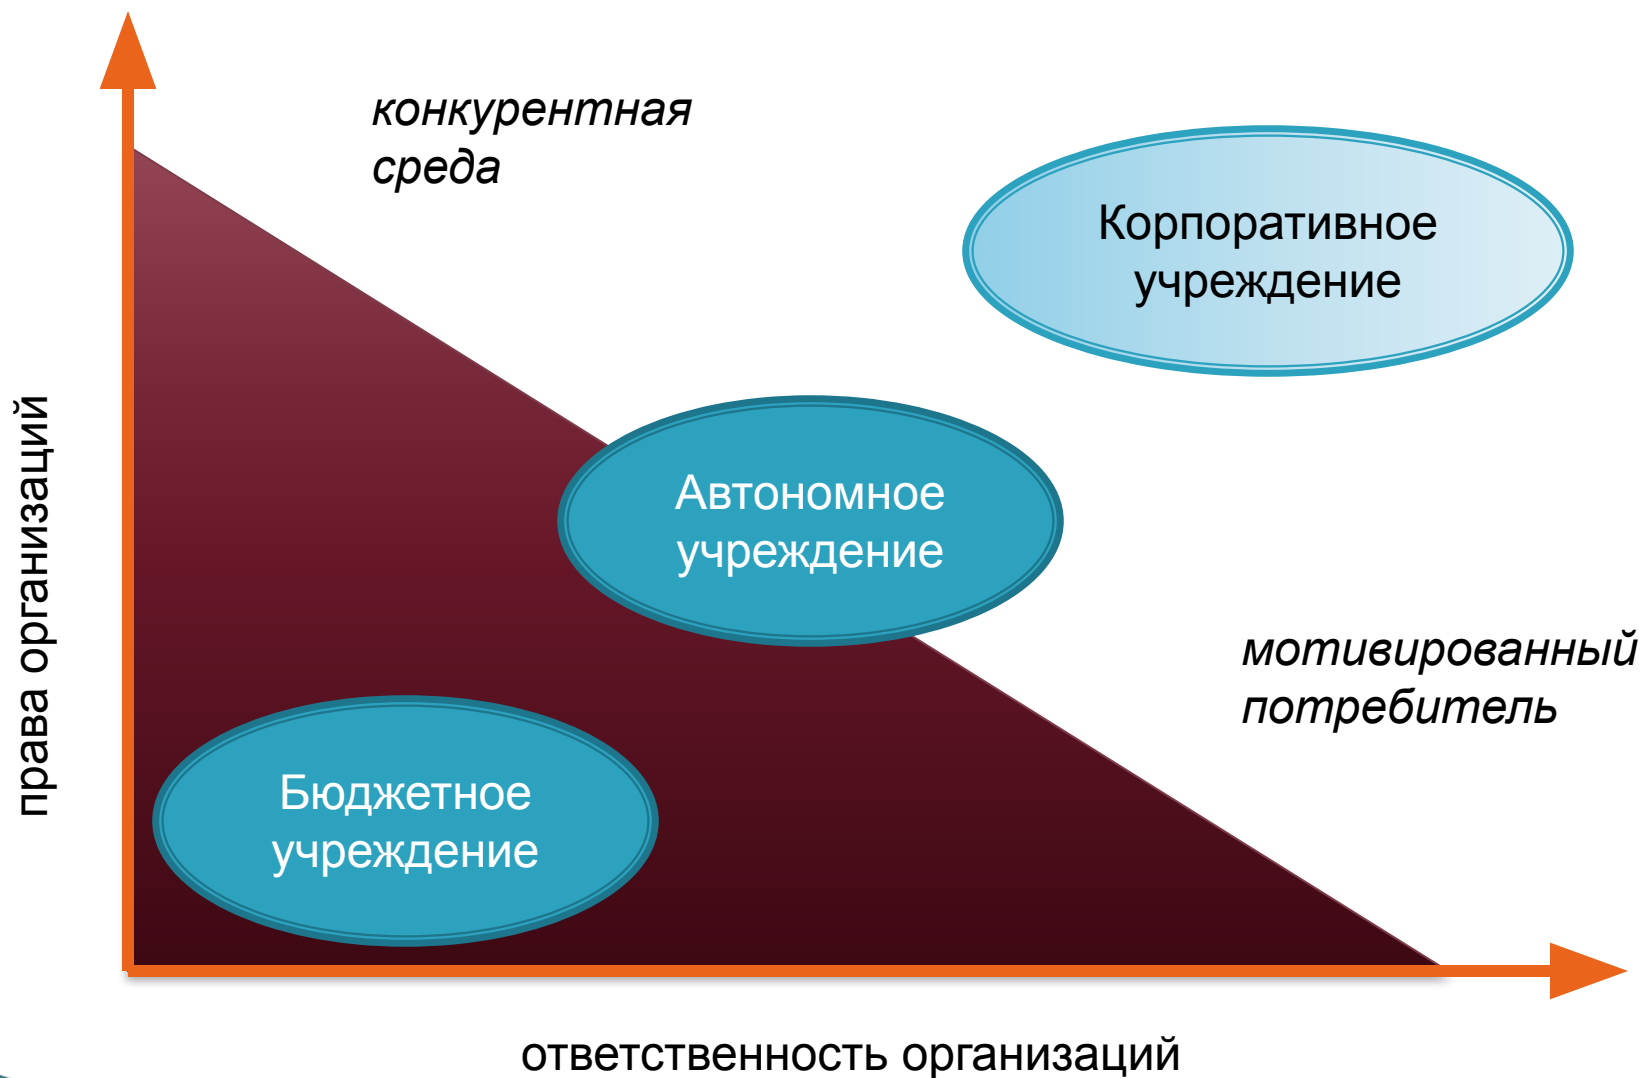 конкурентная
среда
Корпоративное
учреждение
права организаций
Автономное
учреждение
мотивированный
потребитель
Бюджетное
учреждение
ответственность организаций